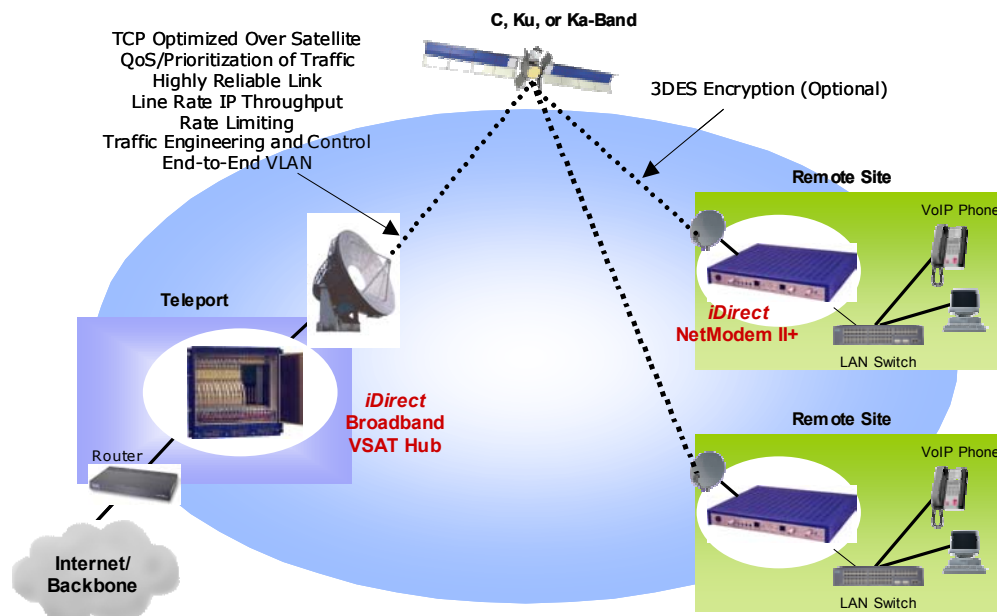 C, Ku, or Ka-Band
TCP Optimized Over Satellite
QoS/Prioritization of Traffic
Highly Reliable Link
Line Rate IP Throughput
Rate Limiting
Traffic Engineering and Control
End-to-End VLAN
3DES Encryption (Optional)
Remote Site
VoIP Phone
iDirect
NetModem II+
LAN Switch
Teleport
iDirect
Broadband
VSAT Hub
Router
Internet/
Backbone
Remote Site
VoIP Phone
LAN Switch